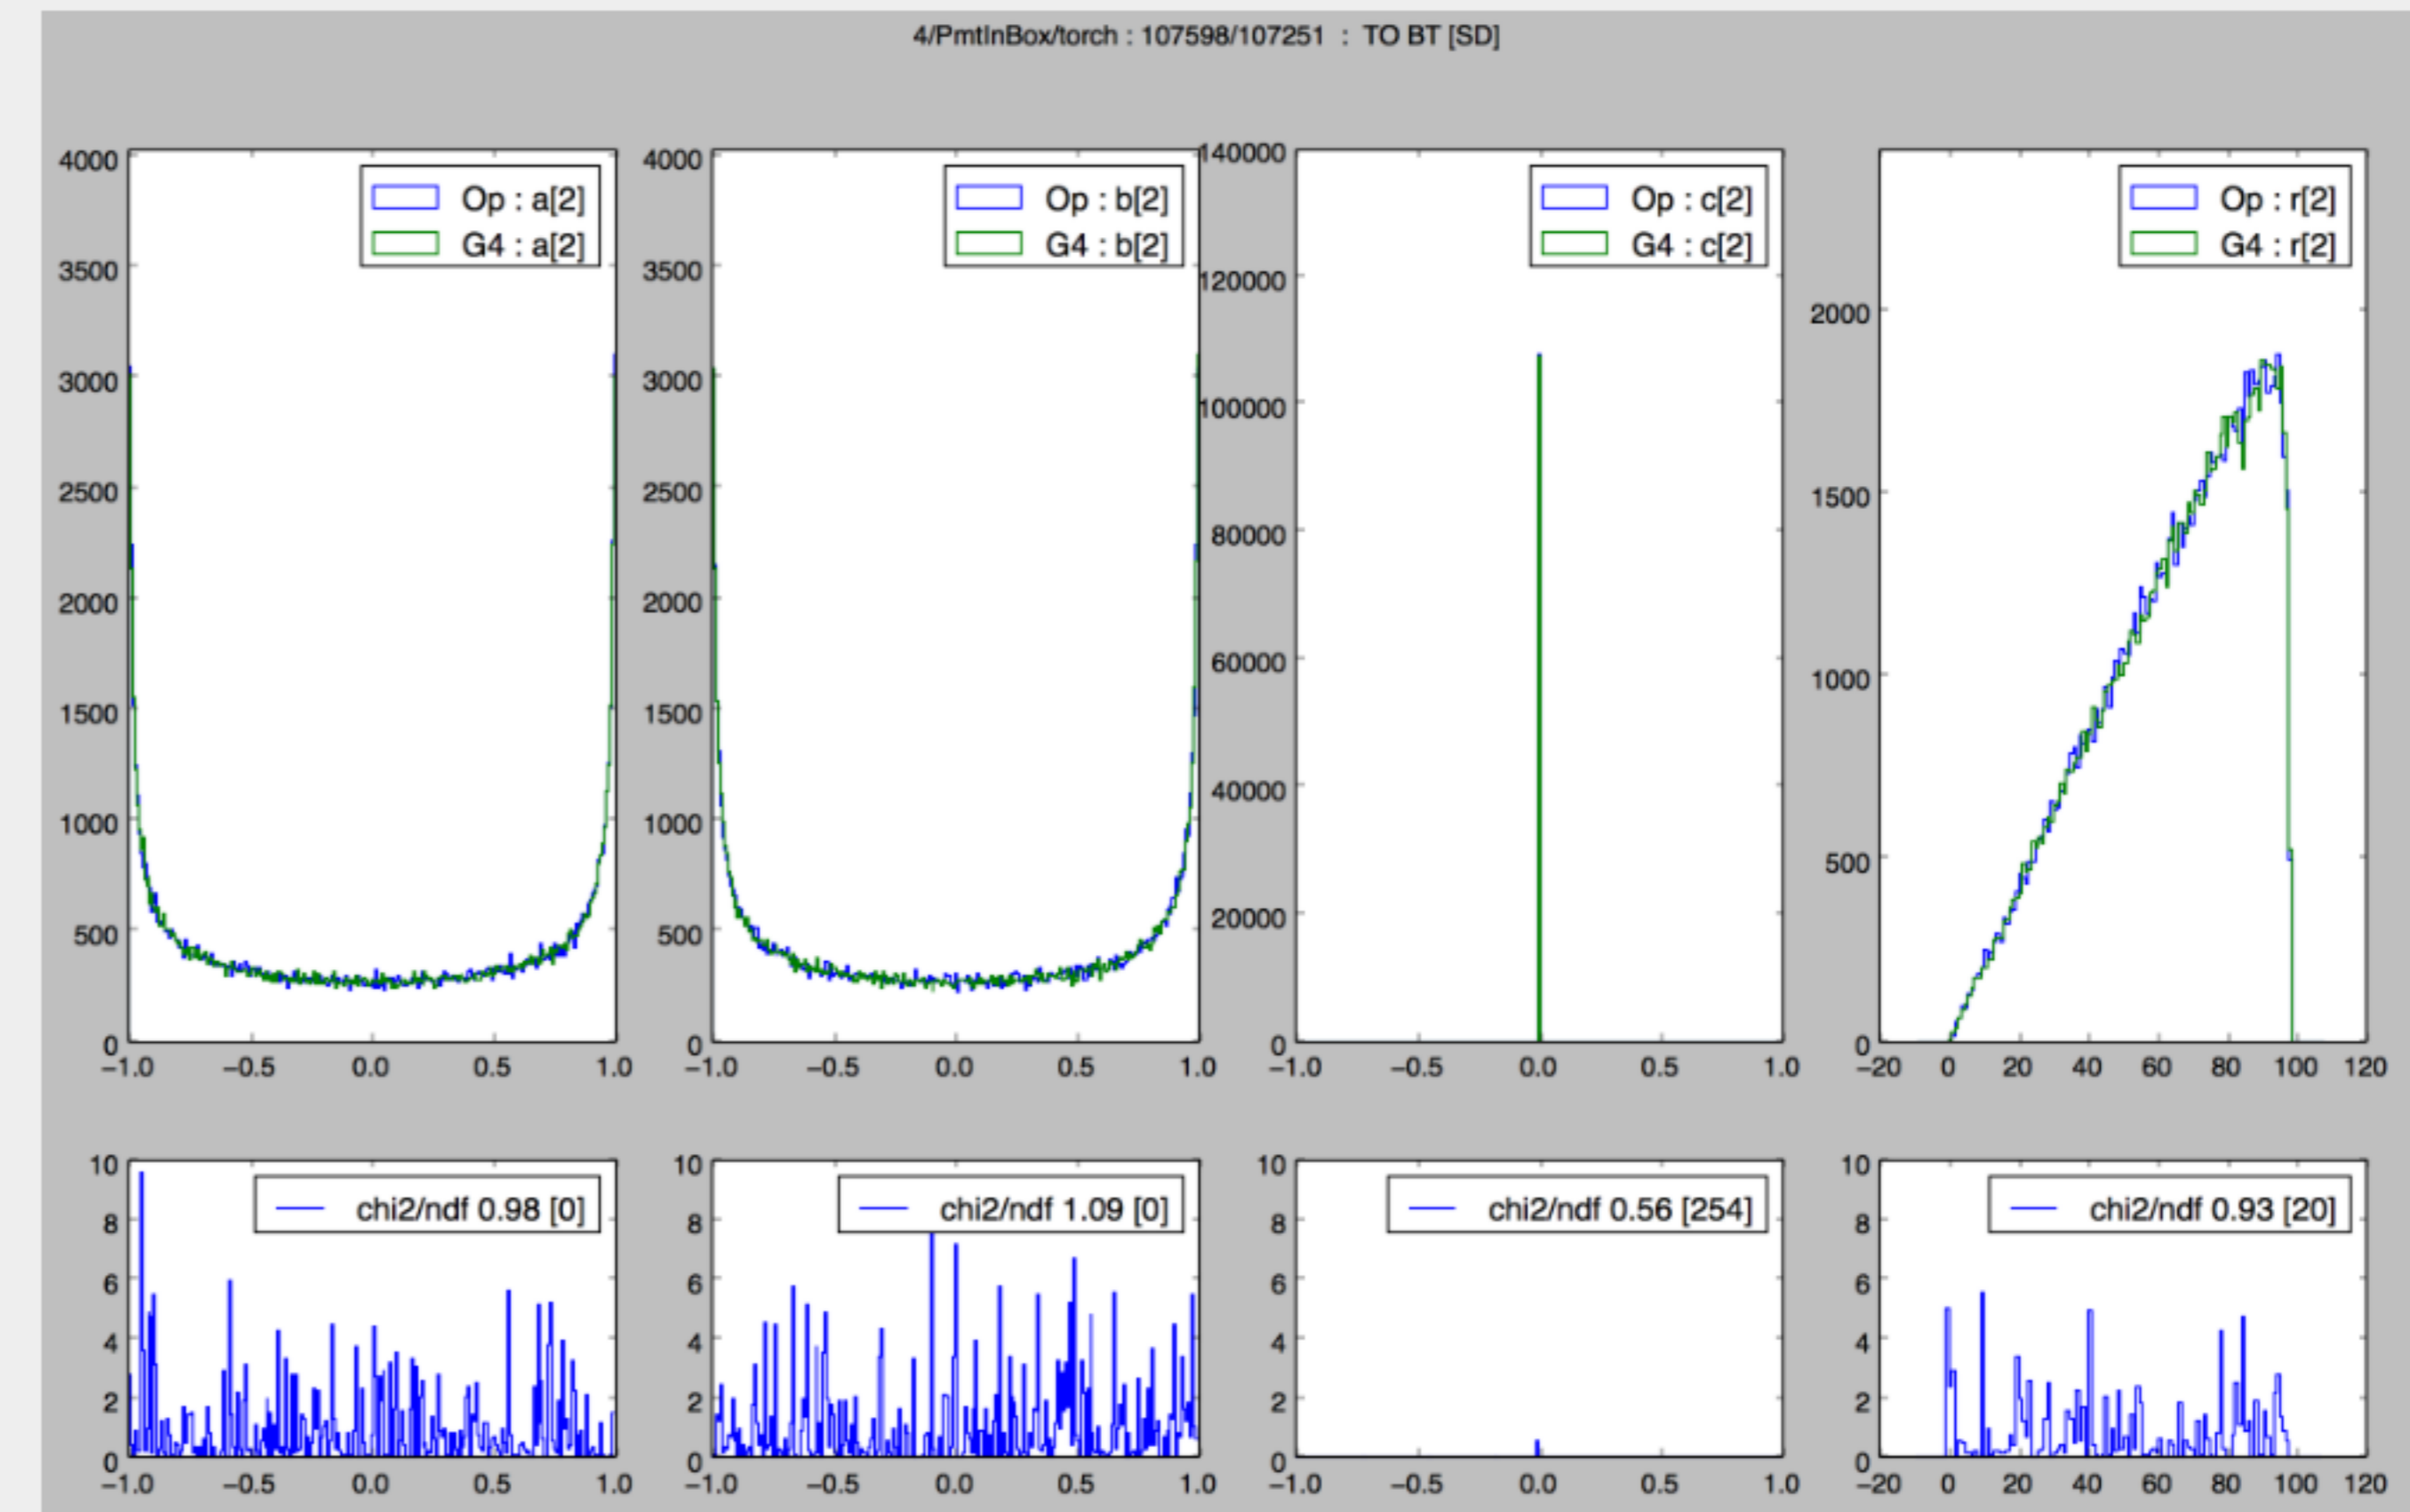 4/PmtInBox/torch : 107598/107251 : TO BT [SD]
4000
3500
3000
2500
2000
1500
1000
500
0
−1.0 −0.5 0.0 0.5 1.0
Op : a[2]
G4 : a[2]
4000
3500
3000
2500
2000
1500
1000
500
0
−1.0 −0.5 0.0 0.5 1.0
Op : b[2]
G4 : b[2]
140000
120000
100000
80000
60000
40000
20000
0
−1.0 −0.5 0.0 0.5 1.0
Op : c[2]
G4 : c[2]
2000
1500
1000
500
0
−20 0 20 40 60 80 100 120
Op : r[2]
G4 : r[2]
10
8
6
4
2
0
−1.0 −0.5 0.0 0.5 1.0
chi2/ndf 0.98 [0]
10
8
6
4
2
0
−1.0 −0.5 0.0 0.5 1.0
chi2/ndf 1.09 [0]
10
8
6
4
2
0
−1.0 −0.5 0.0 0.5 1.0
chi2/ndf 0.56 [254]
10
8
6
4
2
0
−20 0 20 40 60 80 100 120
chi2/ndf 0.93 [20]